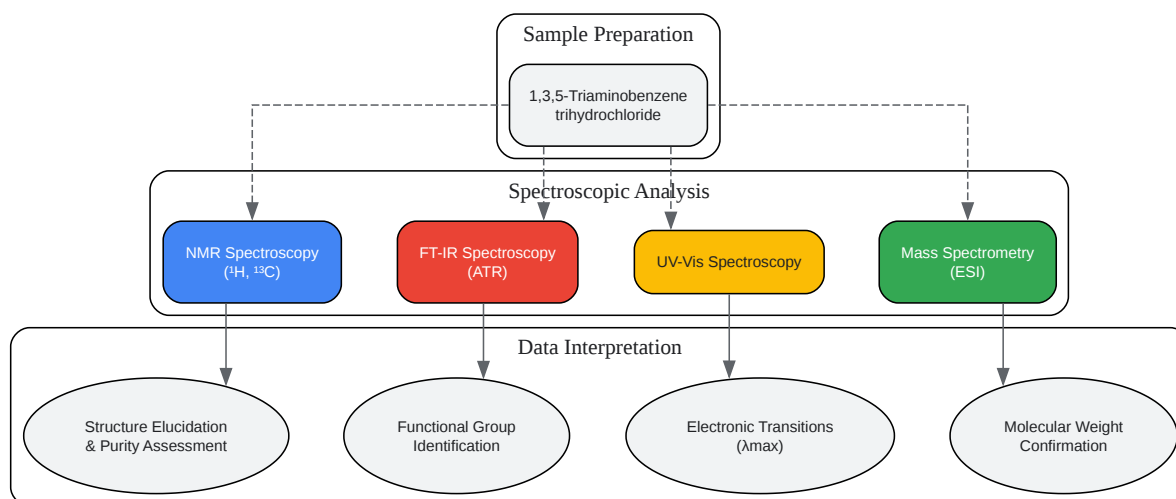 Sample Preparation
1,3,5-Triaminobenzene
trihydrochloride
Spectroscopic Analysis
NMR Spectroscopy
(¹H, ¹³C)
FT-IR Spectroscopy
(ATR)
UV-Vis Spectroscopy
Mass Spectrometry
(ESI)
Data Interpretation
Structure Elucidation
& Purity Assessment
Functional Group
Identification
Electronic Transitions
(λmax)
Molecular Weight
Confirmation